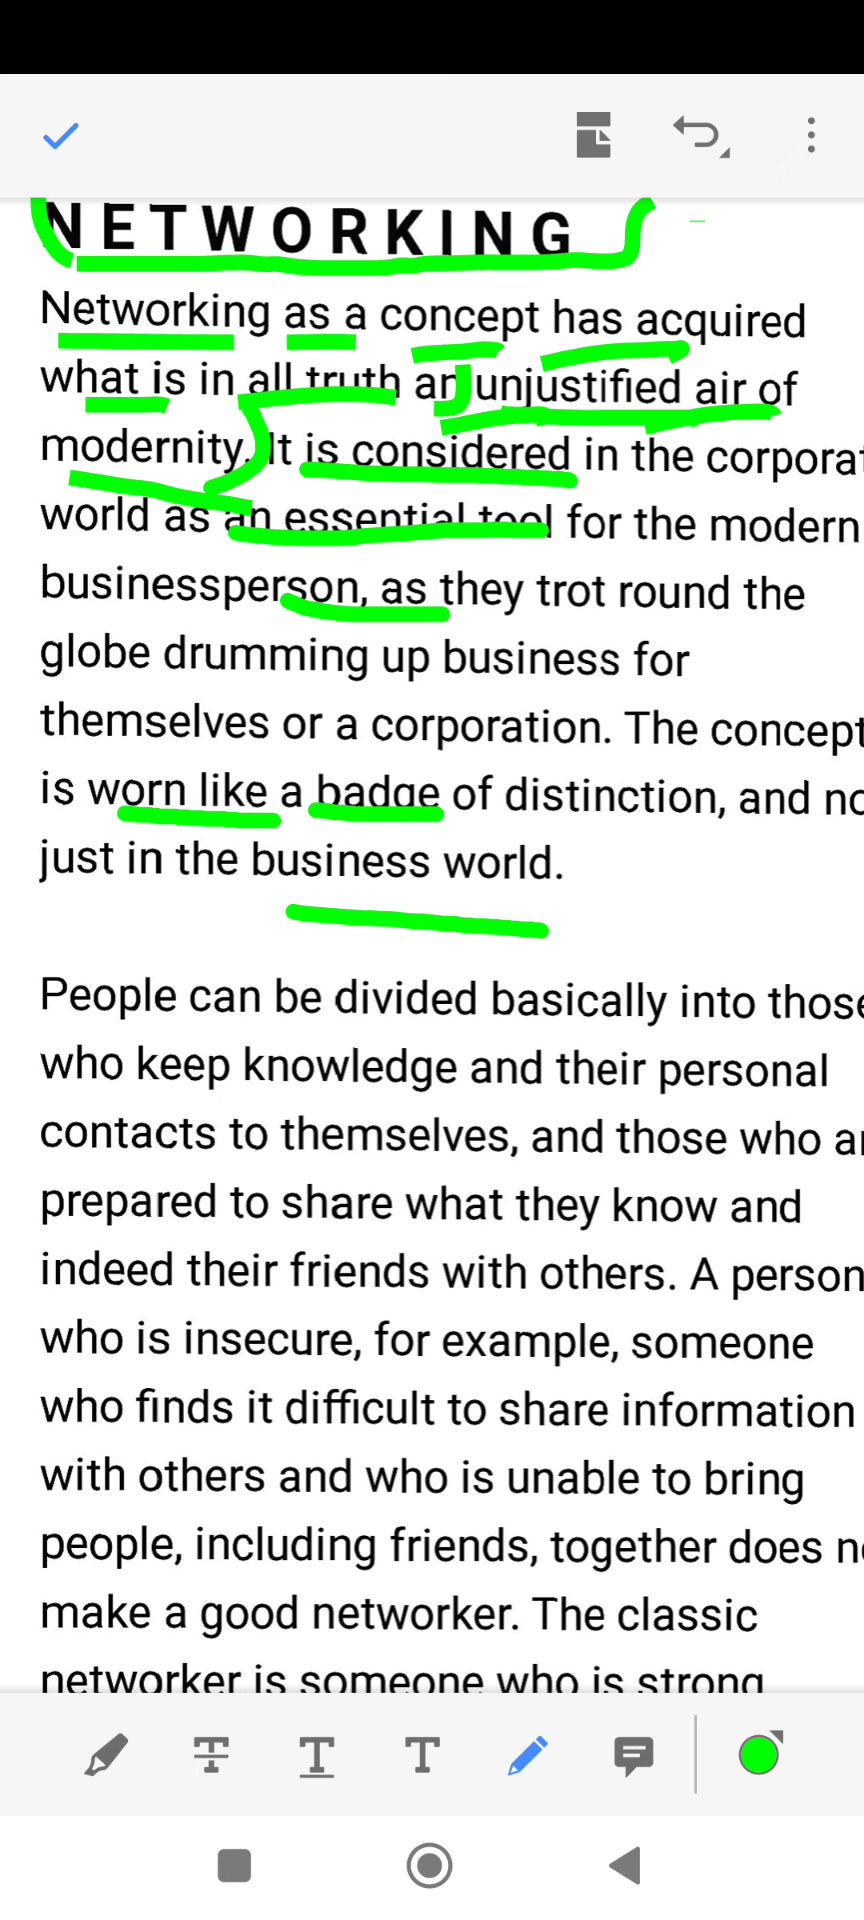 NETWORKING
Networking as a concept has acquired
what is in all truth an unjustified air of
modernity. It is considered in the corporat
world as an essential tool for the modern
businessperson, as they trot round the
globe drumming up business for
themselves or a corporation. The concept
is worn like a badge of distinction, and no
just in the business world.
People can be divided basically into those
who keep knowledge and their personal
contacts to themselves, and those who ar
prepared to share what they know and
indeed their friends with others. A person
who is insecure, for example, someone
who finds it difficult to share information
with others and who is unable to bring
people, including friends, together does no
make a good networker. The classic
networker is someone who is strong